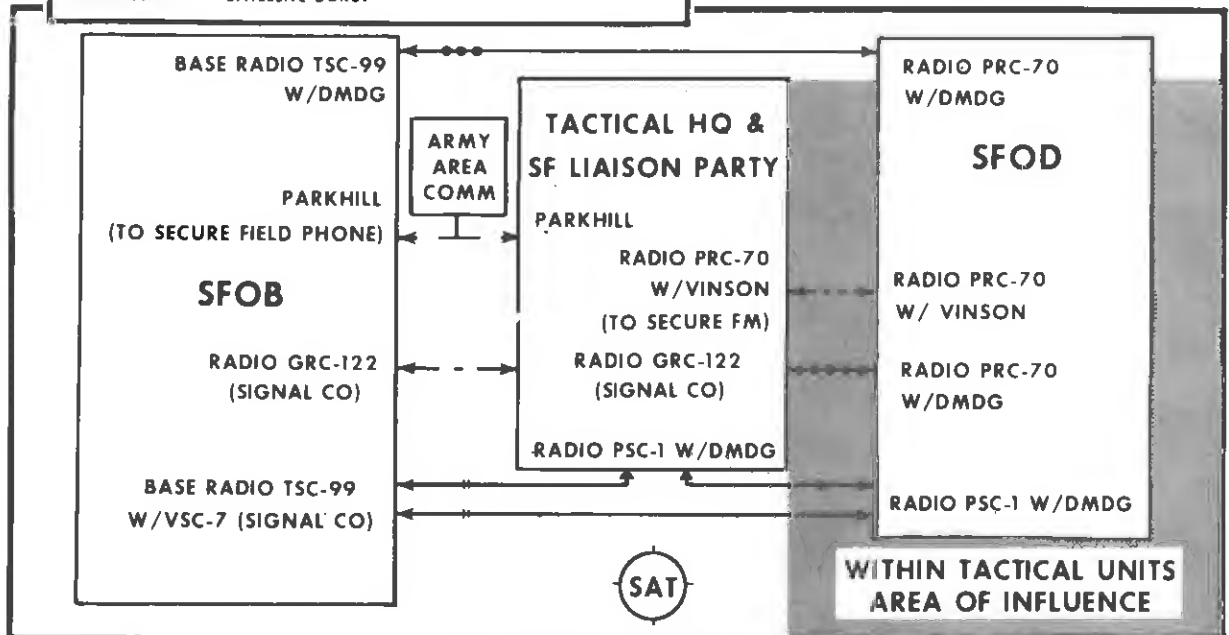 BASE RADIO TSC-99
W/DMDG
PARKHILL
(TO SECURE FIELD PHONE)
SFOB
RADIO GRC-122
(SIGNAL CO)
BASE RADIO TSC-99
W/VSC-7 (SIGNAL CO)
ARMY
AREA
COMM
TACTICAL HQ &
SF LIAISON PARTY
PARKHILL
RADIO PRC-70
W/VINSON
(TO SECURE FM)
RADIO GRC-122
(SIGNAL CO)
RADIO PSC-1 W/DMDG
SAT
RADIO PRC-70
W/DMDG
SFOD
RADIO PRC-70
W/ VINSON
RADIO PRC-70
W/DMDG
RADIO PSC-1 W/DMDG
WITHIN TACTICAL UNITS
AREA OF INFLUENCE